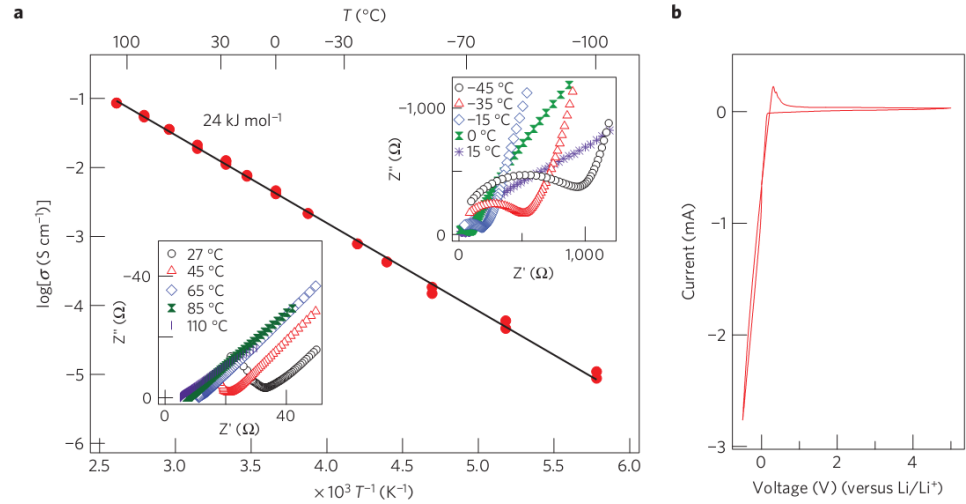 a
T (°C)
100 50 0 −30 −70 −100
log[σ (S cm⁻¹)]
−1
−2
−3
−4
−5
−6
24 kJ mol⁻¹
−45 °C
−35 °C
−15 °C
0 °C
15 °C
−1,000
0
Z″ (Ω)
0 1,000
Z′ (Ω)
27 °C
45 °C
65 °C
85 °C
110 °C
−40
0
Z″ (Ω)
0 40
Z′ (Ω)
2.5 3.0 3.5 4.0 4.5 5.0 5.5 6.0
×10³ T⁻¹ (K⁻¹)
b
Current (mA)
0
−1
−2
−3
0 2 4
Voltage (V) (versus Li/Li⁺)